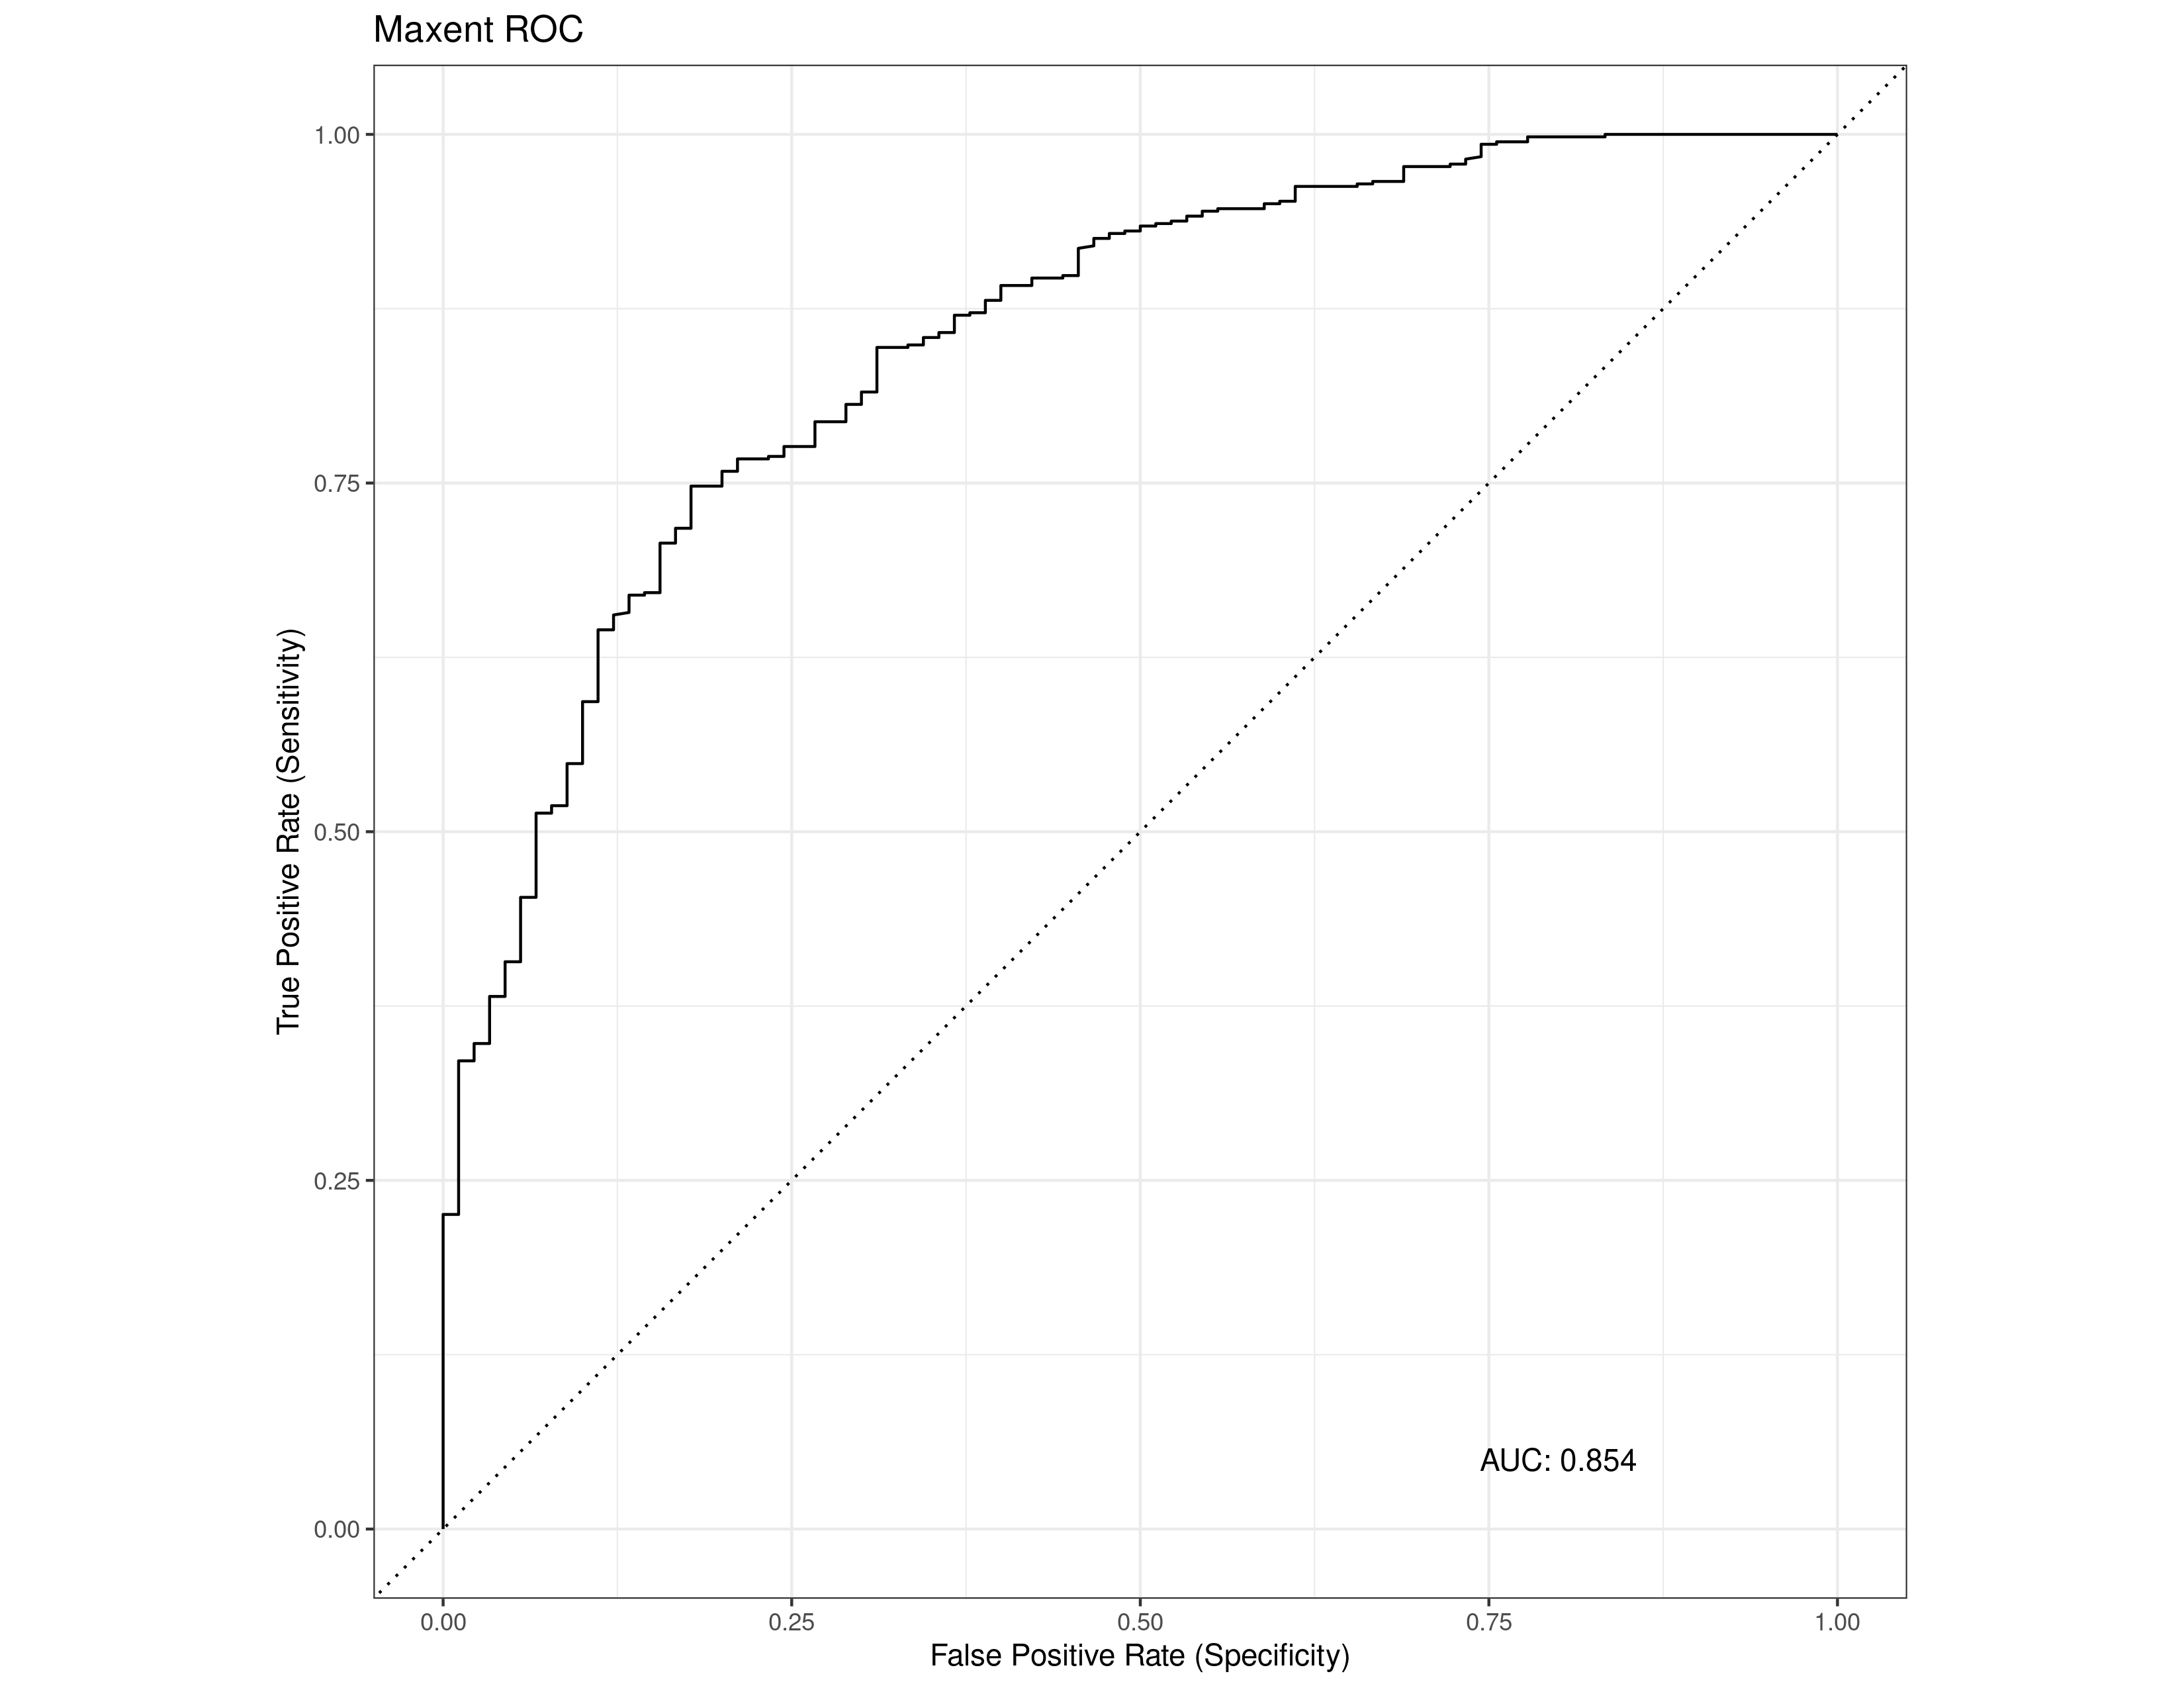 Maxent ROC
True Positive Rate (Sensitivity)
1.00
0.75
0.50
0.25
0.00
AUC: 0.854
0.00 0.25 0.50 0.75 1.00
False Positive Rate (Specificity)